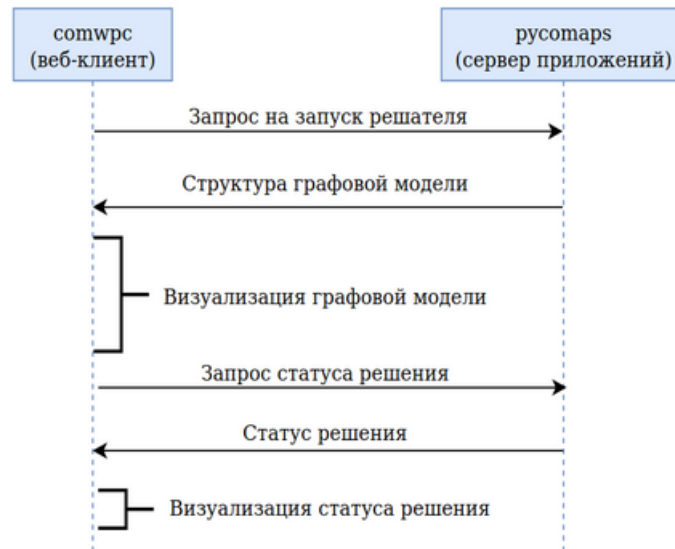 comwpc
(веб-клиент)
pycomaps
(сервер приложений)
Запрос на запуск решателя
Структура графовой модели
Визуализация графовой модели
Запрос статуса решения
Статус решения
Визуализация статуса решения